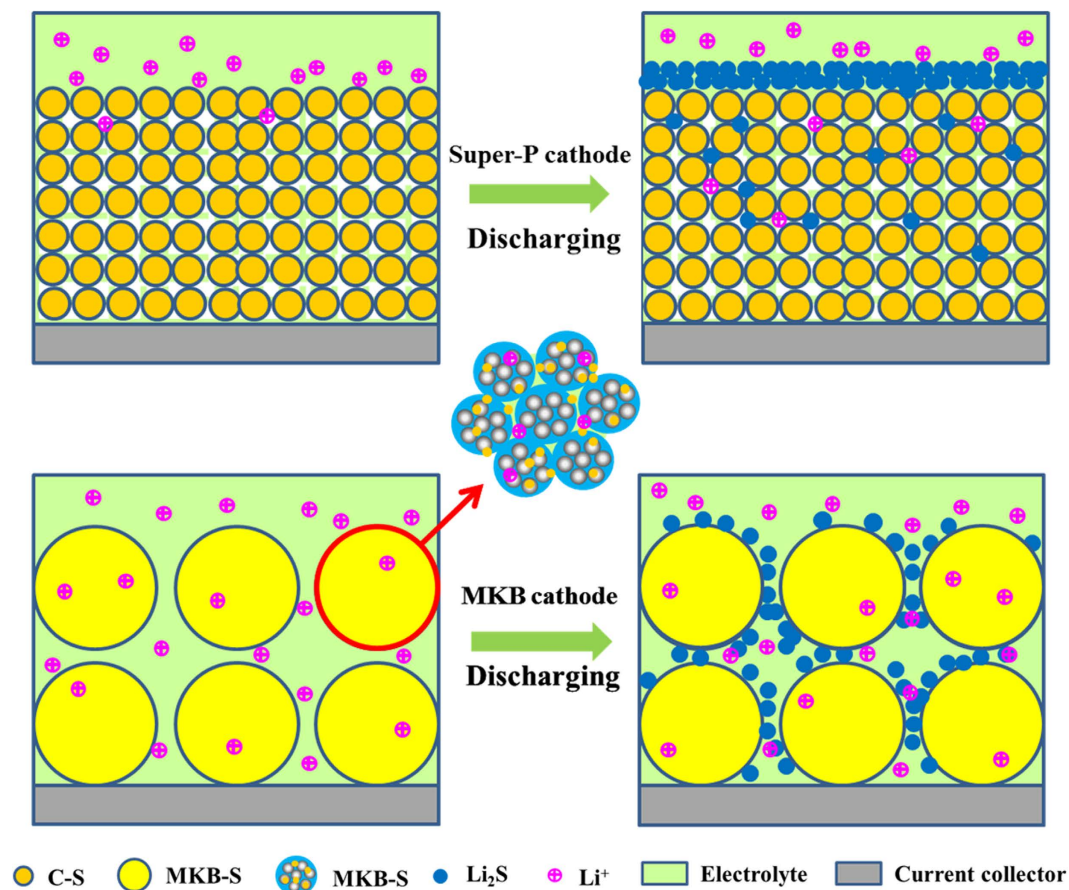 Super-P cathode
Discharging
MKB cathode
Discharging
C-S MKB-S MKB-S Li₂S Li⁺ Electrolyte Current collector